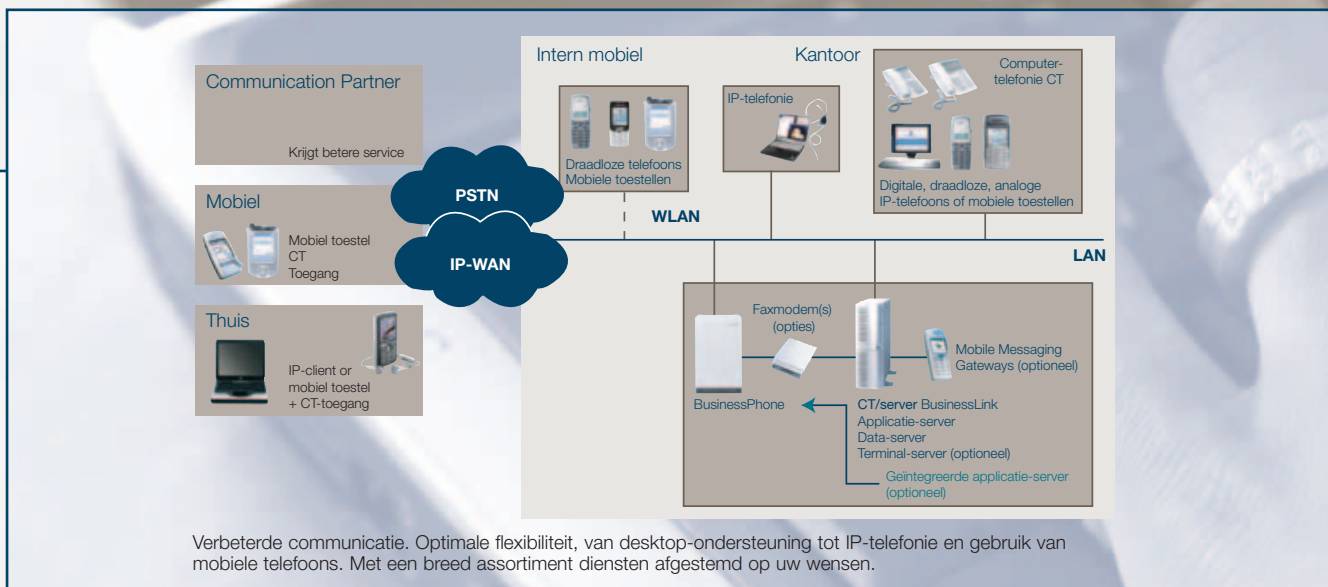 Communication Partner
Krijgt betere service
Mobiel
Mobiel toestel
CT
Toegang
Thuis
IP-client or
mobiel toestel
+ CT-toegang
PSTN
IP-WAN
Intern mobiel
Draadloze telefoons
Mobiele toestellen
WLAN
Kantoor
IP-telefonie
Computer-
telefonie CT
Digitale, draadloze, analoge
IP-telefoons of mobiele toestellen
LAN
Faxmodem(s)
(opties)
Mobile Messaging
Gateways (optioneel)
BusinessPhone
CT/server BusinessLink
Applicatie-server
Data-server
Terminal-server (optioneel)
Geïntegreerde applicatie-server
(optioneel)
Verbeterde communicatie. Optimale flexibiliteit, van desktop-ondersteuning tot IP-telefonie en gebruik van
mobiele telefoons. Met een breed assortiment diensten afgestemd op uw wensen.